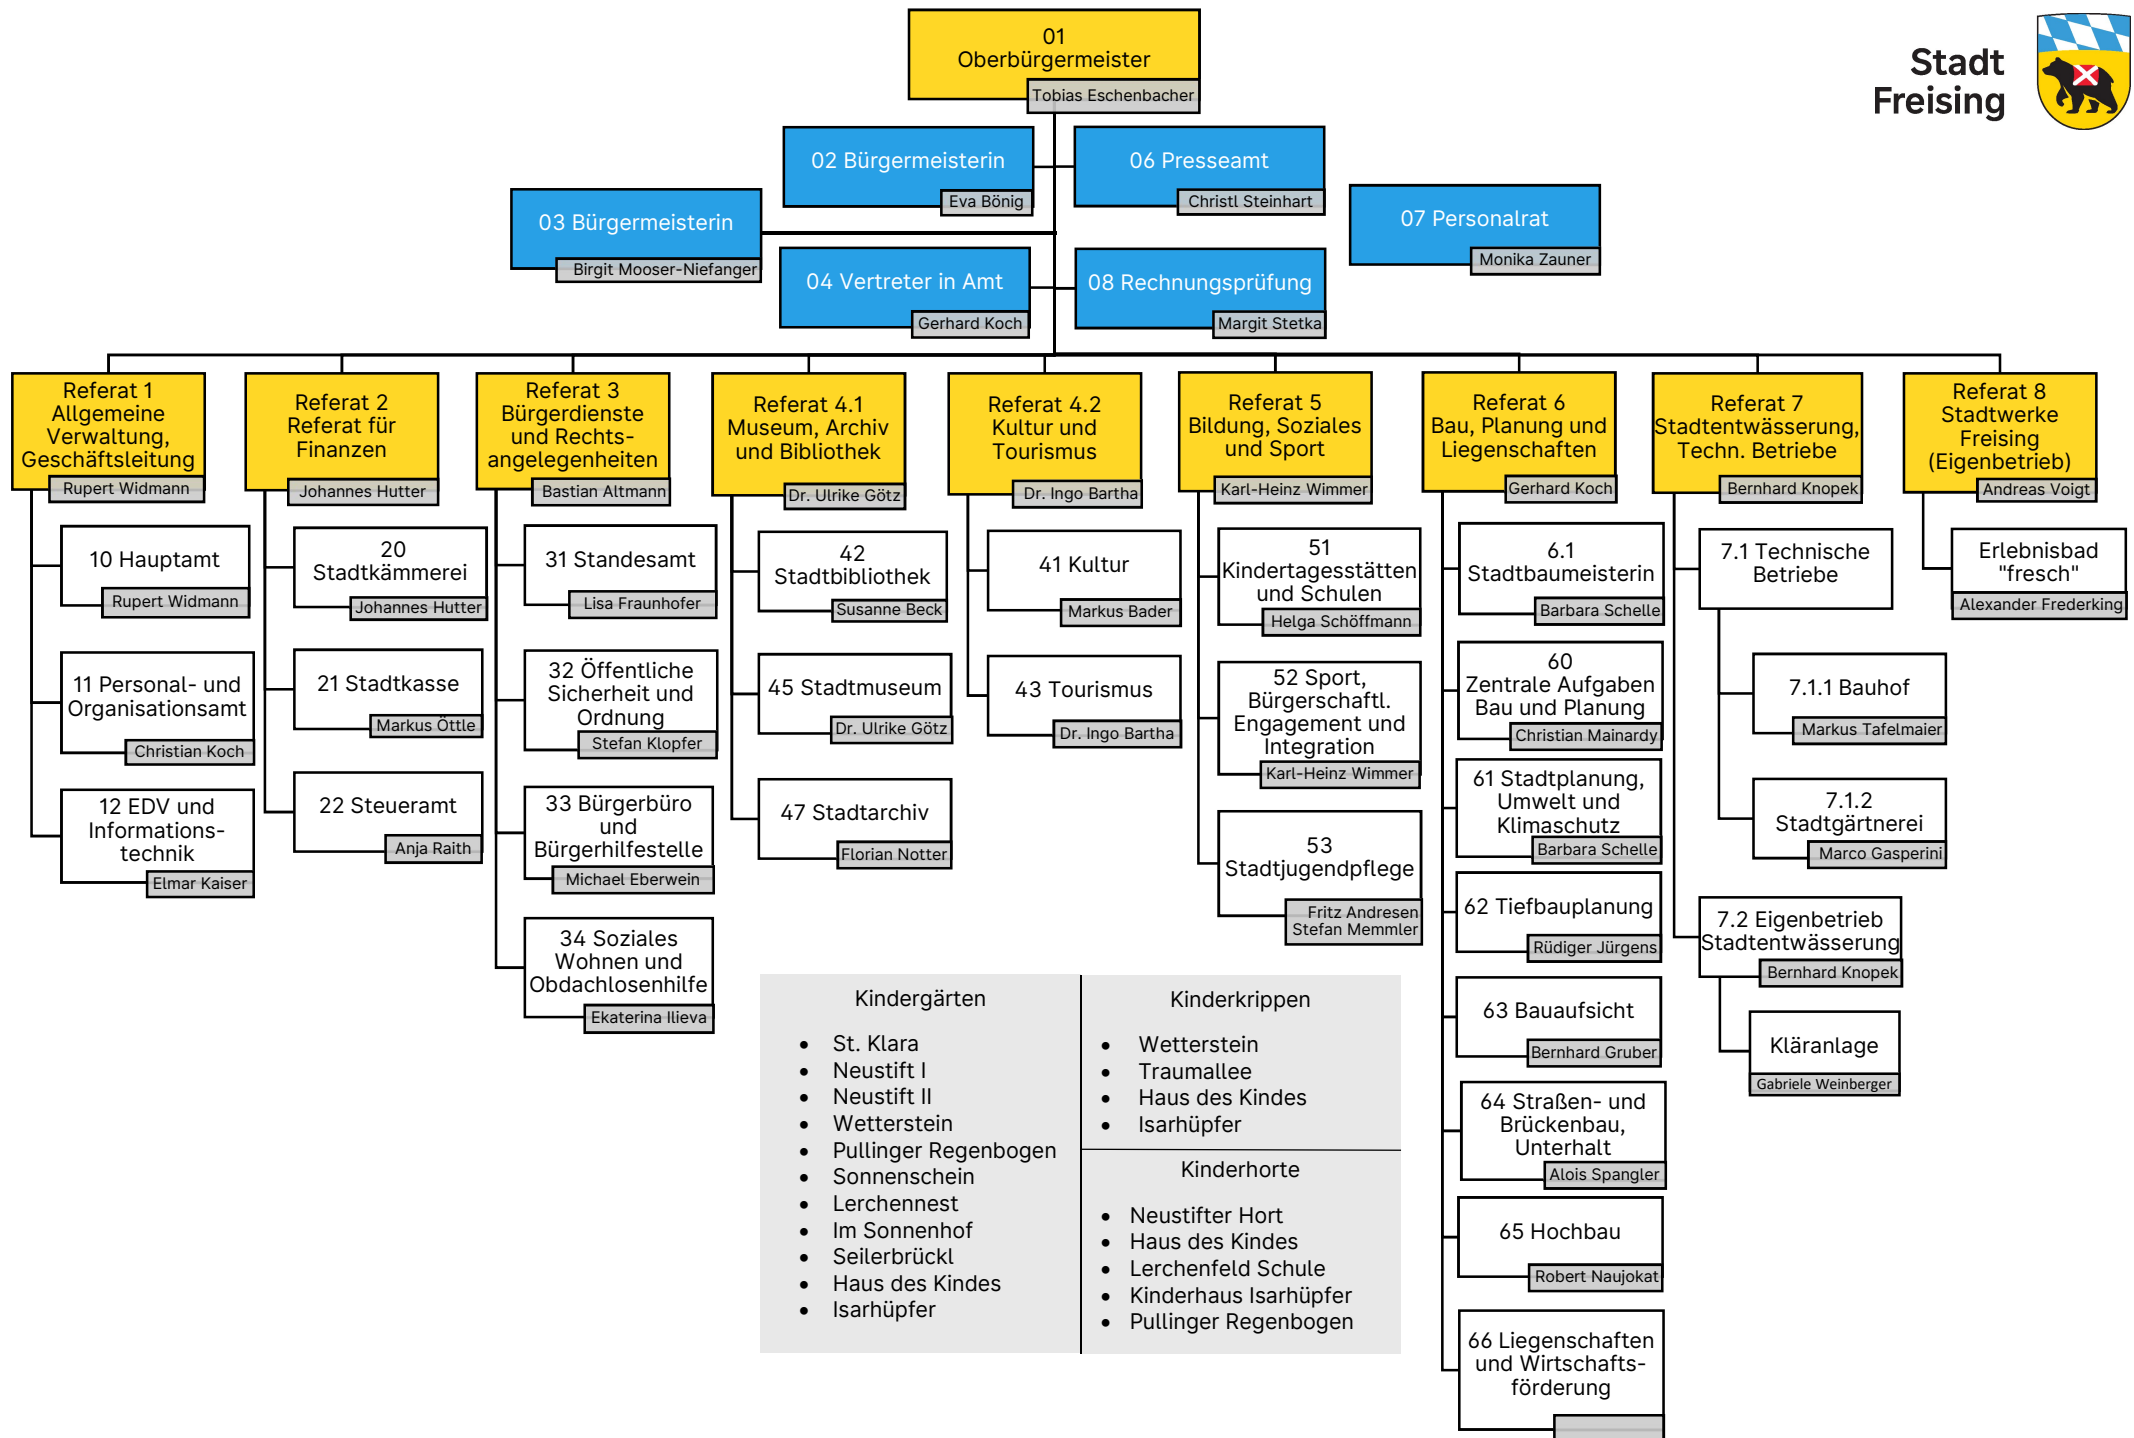 01
Oberbürgermeister
Tobias Eschenbacher
Stadt
Freising
02 Bürgermeisterin
Eva Bönig
06 Presseamt
Christl Steinhart
03 Bürgermeisterin
Birgit Mooser-Niefanger
07 Personalrat
Monika Zauner
04 Vertreter in Amt
Gerhard Koch
08 Rechnungsprüfung
Margit Stetka
Referat 1
Allgemeine
Verwaltung,
Geschäftsleitung
Rupert Widmann
10 Hauptamt
Rupert Widmann
11 Personal- und
Organisationsamt
Christian Koch
12 EDV und
Informations-
technik
Elmar Kaiser
Referat 2
Referat für
Finanzen
Johannes Hutter
20
Stadtkämmerei
Johannes Hutter
21 Stadtkasse
Markus Öttle
22 Steueramt
Anja Raith
Referat 3
Bürgerdienste
und Rechts-
angelegenheiten
Bastian Altmann
31 Standesamt
Lisa Fraunhofer
32 Öffentliche
Sicherheit und
Ordnung
Stefan Klopfer
33 Bürgerbüro
und
Bürgerhilfestelle
Michael Eberwein
34 Soziales
Wohnen und
Obdachlosenhilfe
Ekaterina Ilieva
Referat 4.1
Museum, Archiv
und Bibliothek
Dr. Ulrike Götz
42
Stadtbibliothek
Susanne Beck
45 Stadtmuseum
Dr. Ulrike Götz
47 Stadtarchiv
Florian Notter
Referat 4.2
Kultur und
Tourismus
Dr. Ingo Bartha
41 Kultur
Markus Bader
43 Tourismus
Dr. Ingo Bartha
Referat 5
Bildung, Soziales
und Sport
Karl-Heinz Wimmer
51
Kindertagesstätten
und Schulen
Helga Schöffmann
52 Sport,
Bürgerschaftl.
Engagement und
Integration
Karl-Heinz Wimmer
53
Stadtjugendpflege
Fritz Andresen
Stefan Memmler
Referat 6
Bau, Planung und
Liegenschaften
Gerhard Koch
6.1
Stadtbaumeisterin
Barbara Schelle
60
Zentrale Aufgaben
Bau und Planung
Christian Mainardy
61 Stadtplanung,
Umwelt und
Klimaschutz
Barbara Schelle
62 Tiefbauplanung
Rüdiger Jürgens
63 Bauaufsicht
Bernhard Gruber
64 Straßen- und
Brückenbau,
Unterhalt
Alois Spangler
65 Hochbau
Robert Naujokat
66 Liegenschaften
und Wirtschafts-
förderung
Referat 7
Stadtentwässerung,
Techn. Betriebe
Bernhard Knopek
7.1 Technische
Betriebe
7.1.1 Bauhof
Markus Tafelmaier
7.1.2
Stadtgärtnerei
Marco Gasperini
7.2 Eigenbetrieb
Stadtentwässerung
Bernhard Knopek
Kläranlage
Gabriele Weinberger
Referat 8
Stadtwerke
Freising
(Eigenbetrieb)
Andreas Voigt
Erlebnisbad
"fresch"
Alexander Frederking
Kindergärten
• St. Klara
• Neustift I
• Neustift II
• Wetterstein
• Pullinger Regenbogen
• Sonnenschein
• Lerchennest
• Im Sonnenhof
• Seilerbrückl
• Haus des Kindes
• Isarhüpfer
Kinderkrippen
• Wetterstein
• Traumallee
• Haus des Kindes
• Isarhüpfer
Kinderhorte
• Neustifter Hort
• Haus des Kindes
• Lerchenfeld Schule
• Kinderhaus Isarhüpfer
• Pullinger Regenbogen